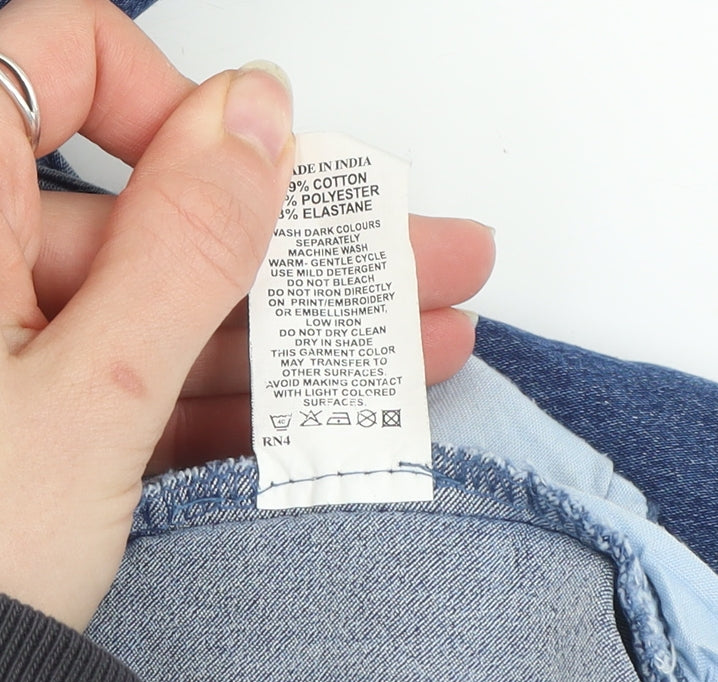 ADE IN INDIA
9% COTTON
% POLYESTER
% ELASTANE
WASH DARK COLOURS
SEPARATELY
MACHINE WASH
WARM- GENTLE CYCLE
USE MILD DETERGENT
DO NOT BLEACH
DO NOT IRON DIRECTLY
ON PRINT/EMBROIDERY
OR EMBELLISHMENT,
LOW IRON
DO NOT DRY CLEAN
DRY IN SHADE
THIS GARMENT COLOR
MAY TRANSFER TO
OTHER SURFACES.
AVOID MAKING CONTACT
WITH LIGHT COLORED
SURFACES.
40
RN4